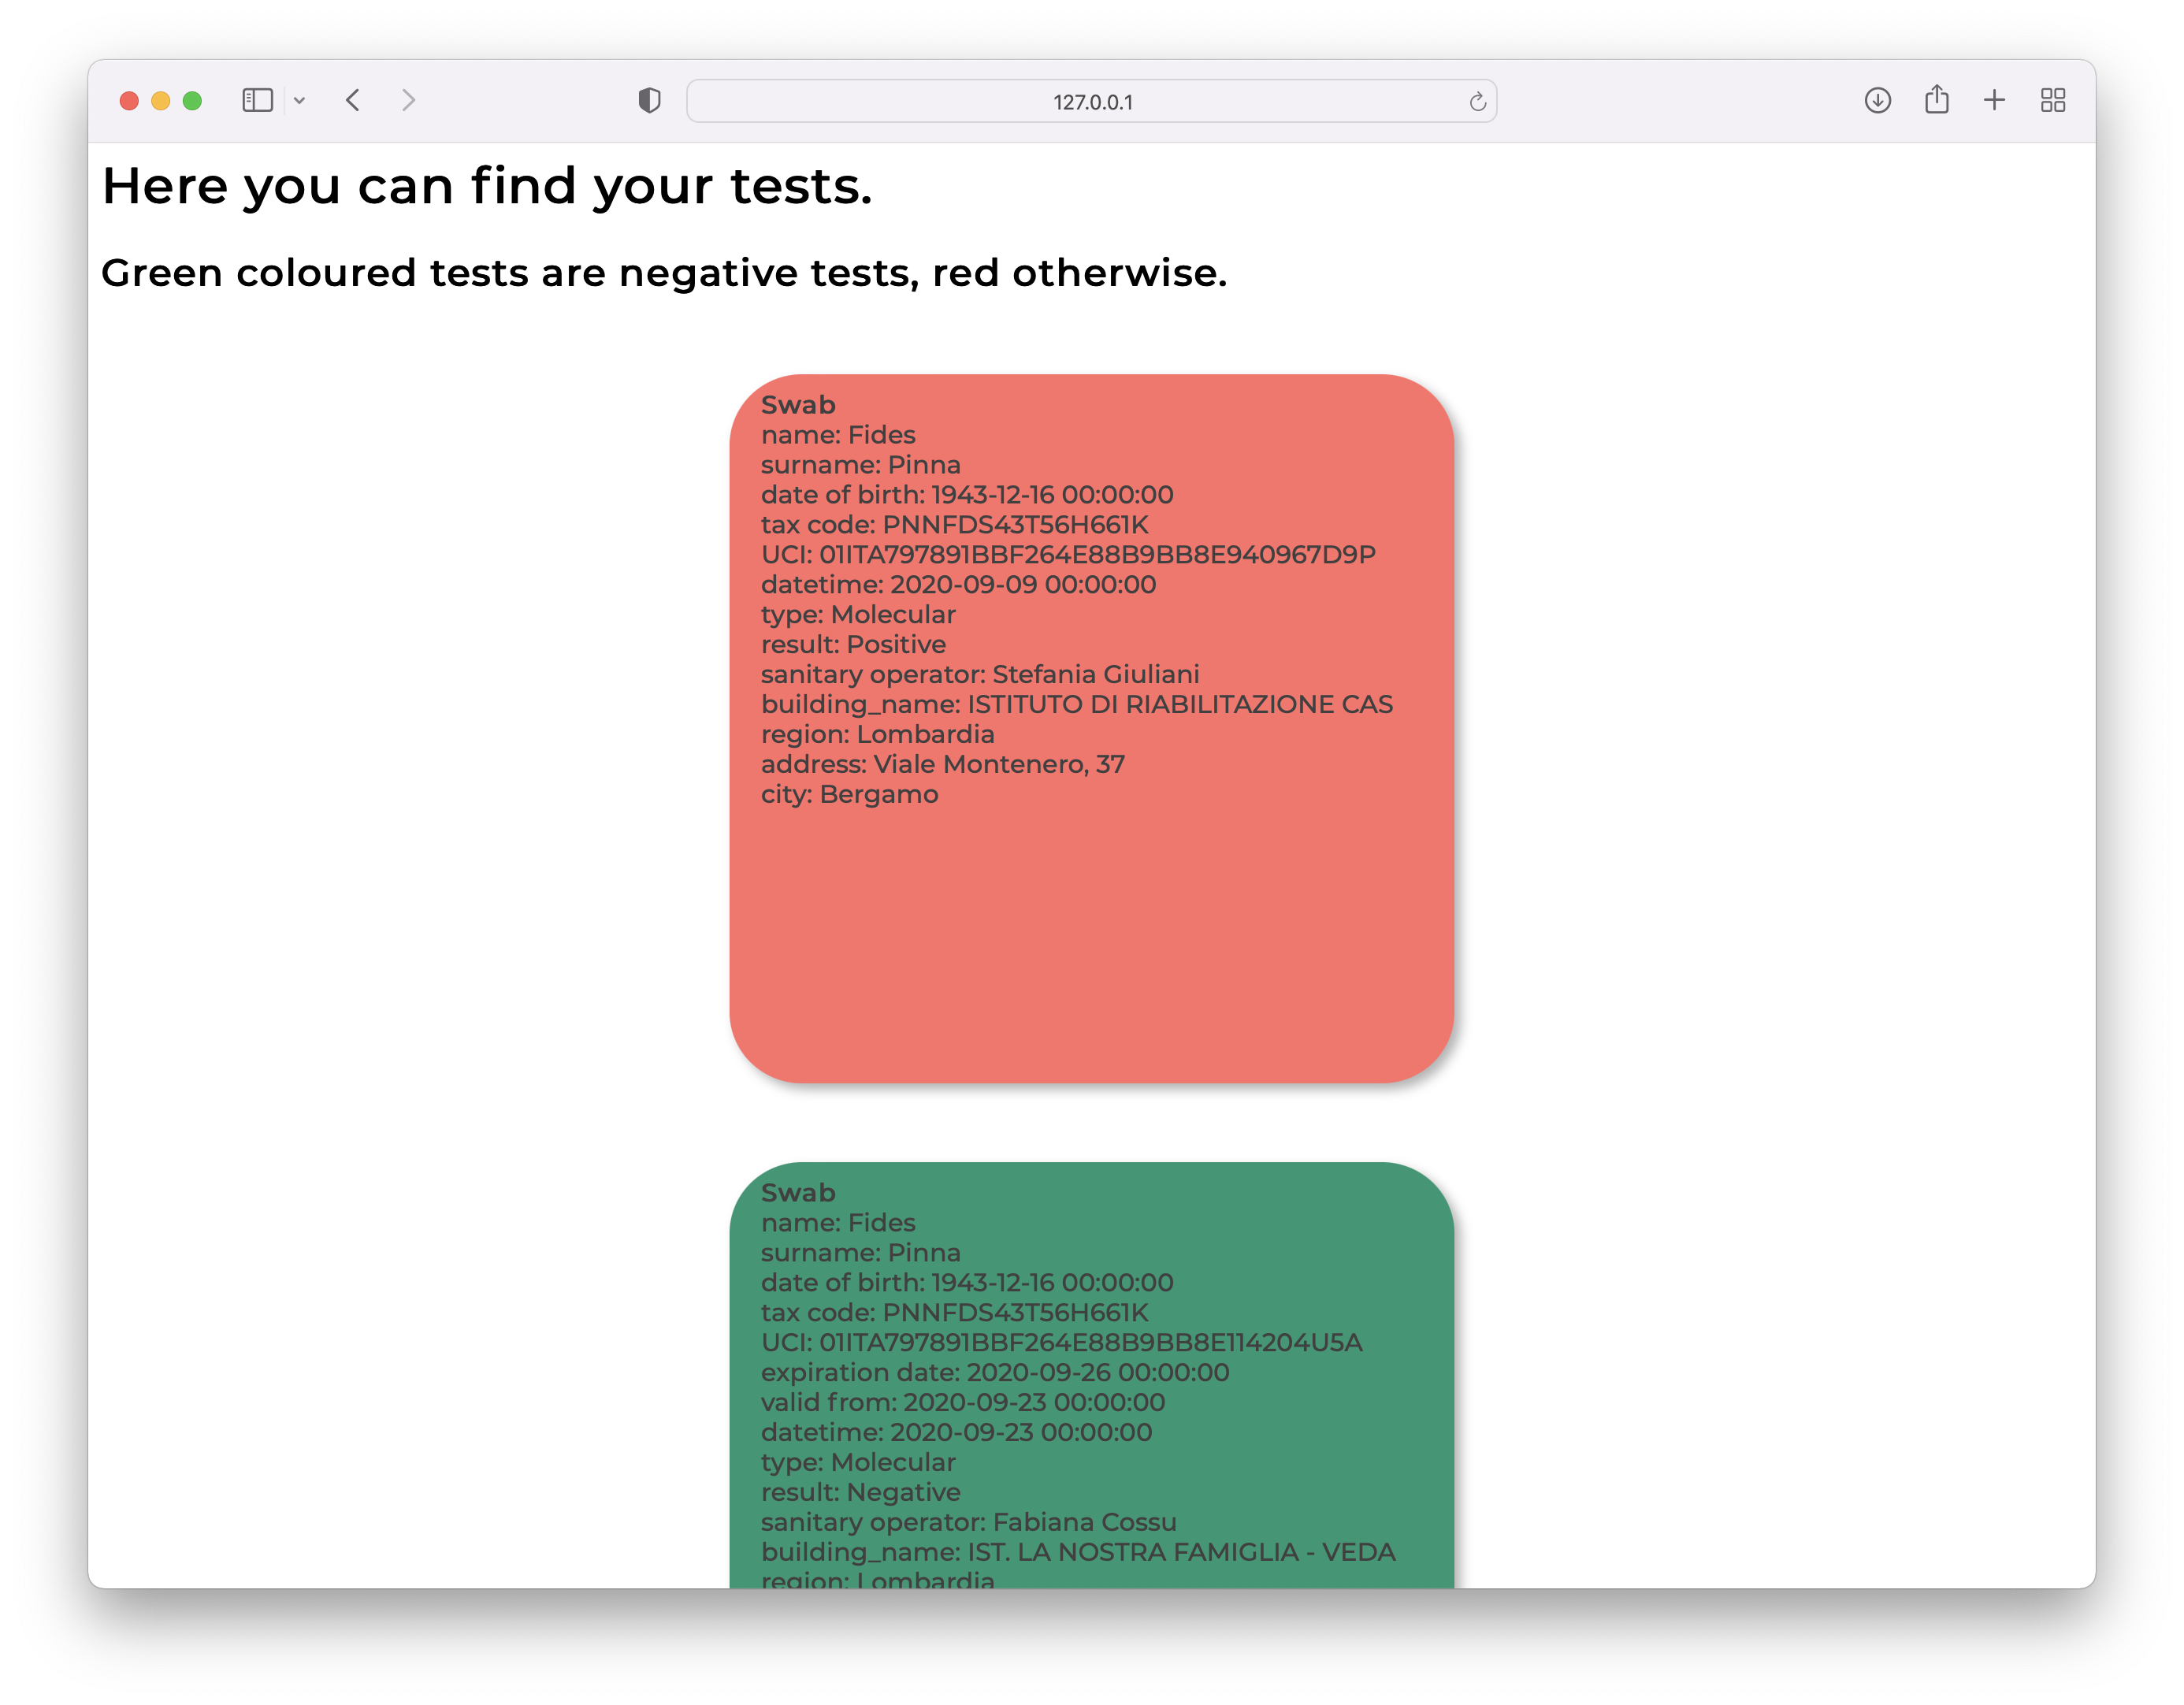 127.0.0.1
Here you can find your tests.
Green coloured tests are negative tests, red otherwise.
Swab
name: Fides
surname: Pinna
date of birth: 1943-12-16 00:00:00
tax code: PNNFDS43T56H661K
UCI: 01ITA797891BBF264E88B9BB8E940967D9P
datetime: 2020-09-09 00:00:00
type: Molecular
result: Positive
sanitary operator: Stefania Giuliani
building_name: ISTITUTO DI RIABILITAZIONE CAS
region: Lombardia
address: Viale Montenero, 37
city: Bergamo
Swab
name: Fides
surname: Pinna
date of birth: 1943-12-16 00:00:00
tax code: PNNFDS43T56H661K
UCI: 01ITA797891BBF264E88B9BB8E114204U5A
expiration date: 2020-09-26 00:00:00
valid from: 2020-09-23 00:00:00
datetime: 2020-09-23 00:00:00
type: Molecular
result: Negative
sanitary operator: Fabiana Cossu
building_name: IST. LA NOSTRA FAMIGLIA - VEDA
region: Lombardia